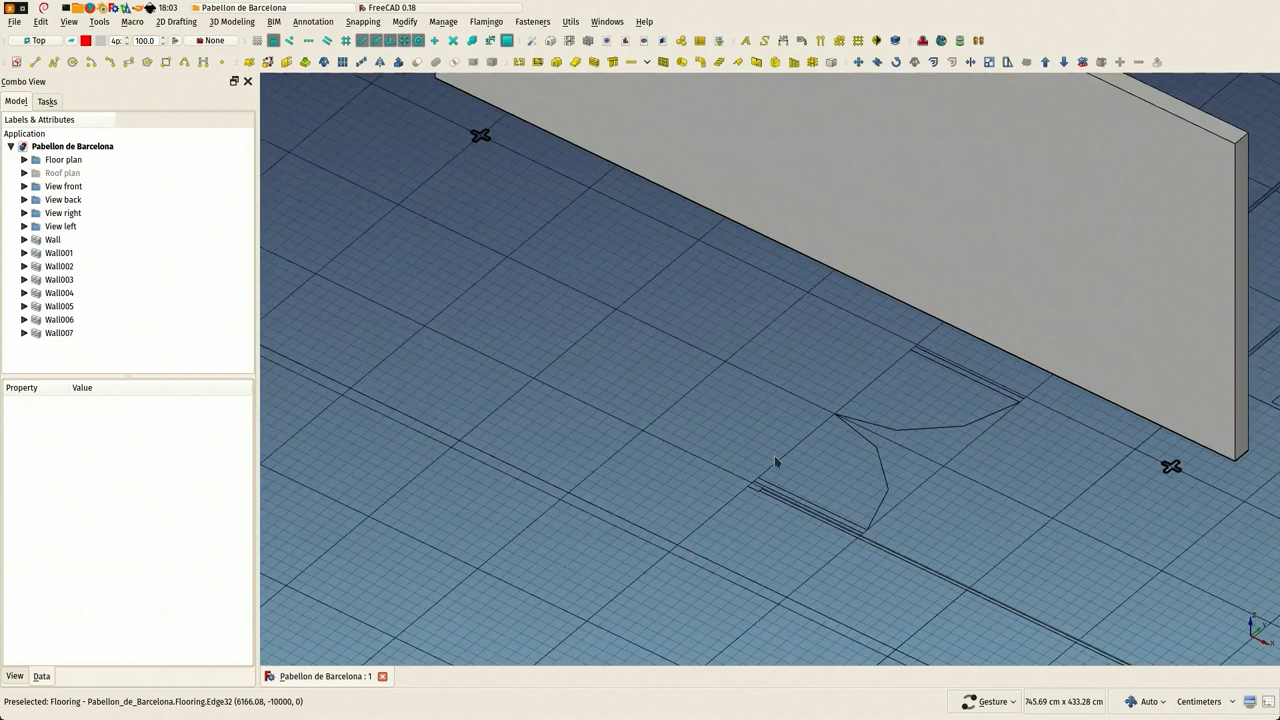 18:03 Pabellon de Barcelona FreeCAD 0.18
File Edit View Tools Macro 2D Drafting 3D Modeling BIM Annotation Snapping Modify Manage Flamingo Fasteners Utils Windows Help
Top 4p: 100.0 None
Combo View
Model Tasks
Labels & Attributes
Application
Pabellon de Barcelona
Floor plan
Roof plan
View front
View back
View right
View left
Wall
Wall001
Wall002
Wall003
Wall004
Wall005
Wall006
Wall007
Property Value
View Data
Pabellon de Barcelona : 1
Preselected: Flooring - Pabellon_de_Barcelona.Flooring.Edge32 (6166.08, -10000, 0)
Gesture 745.69 cm x 433.28 cm Auto Centimeters